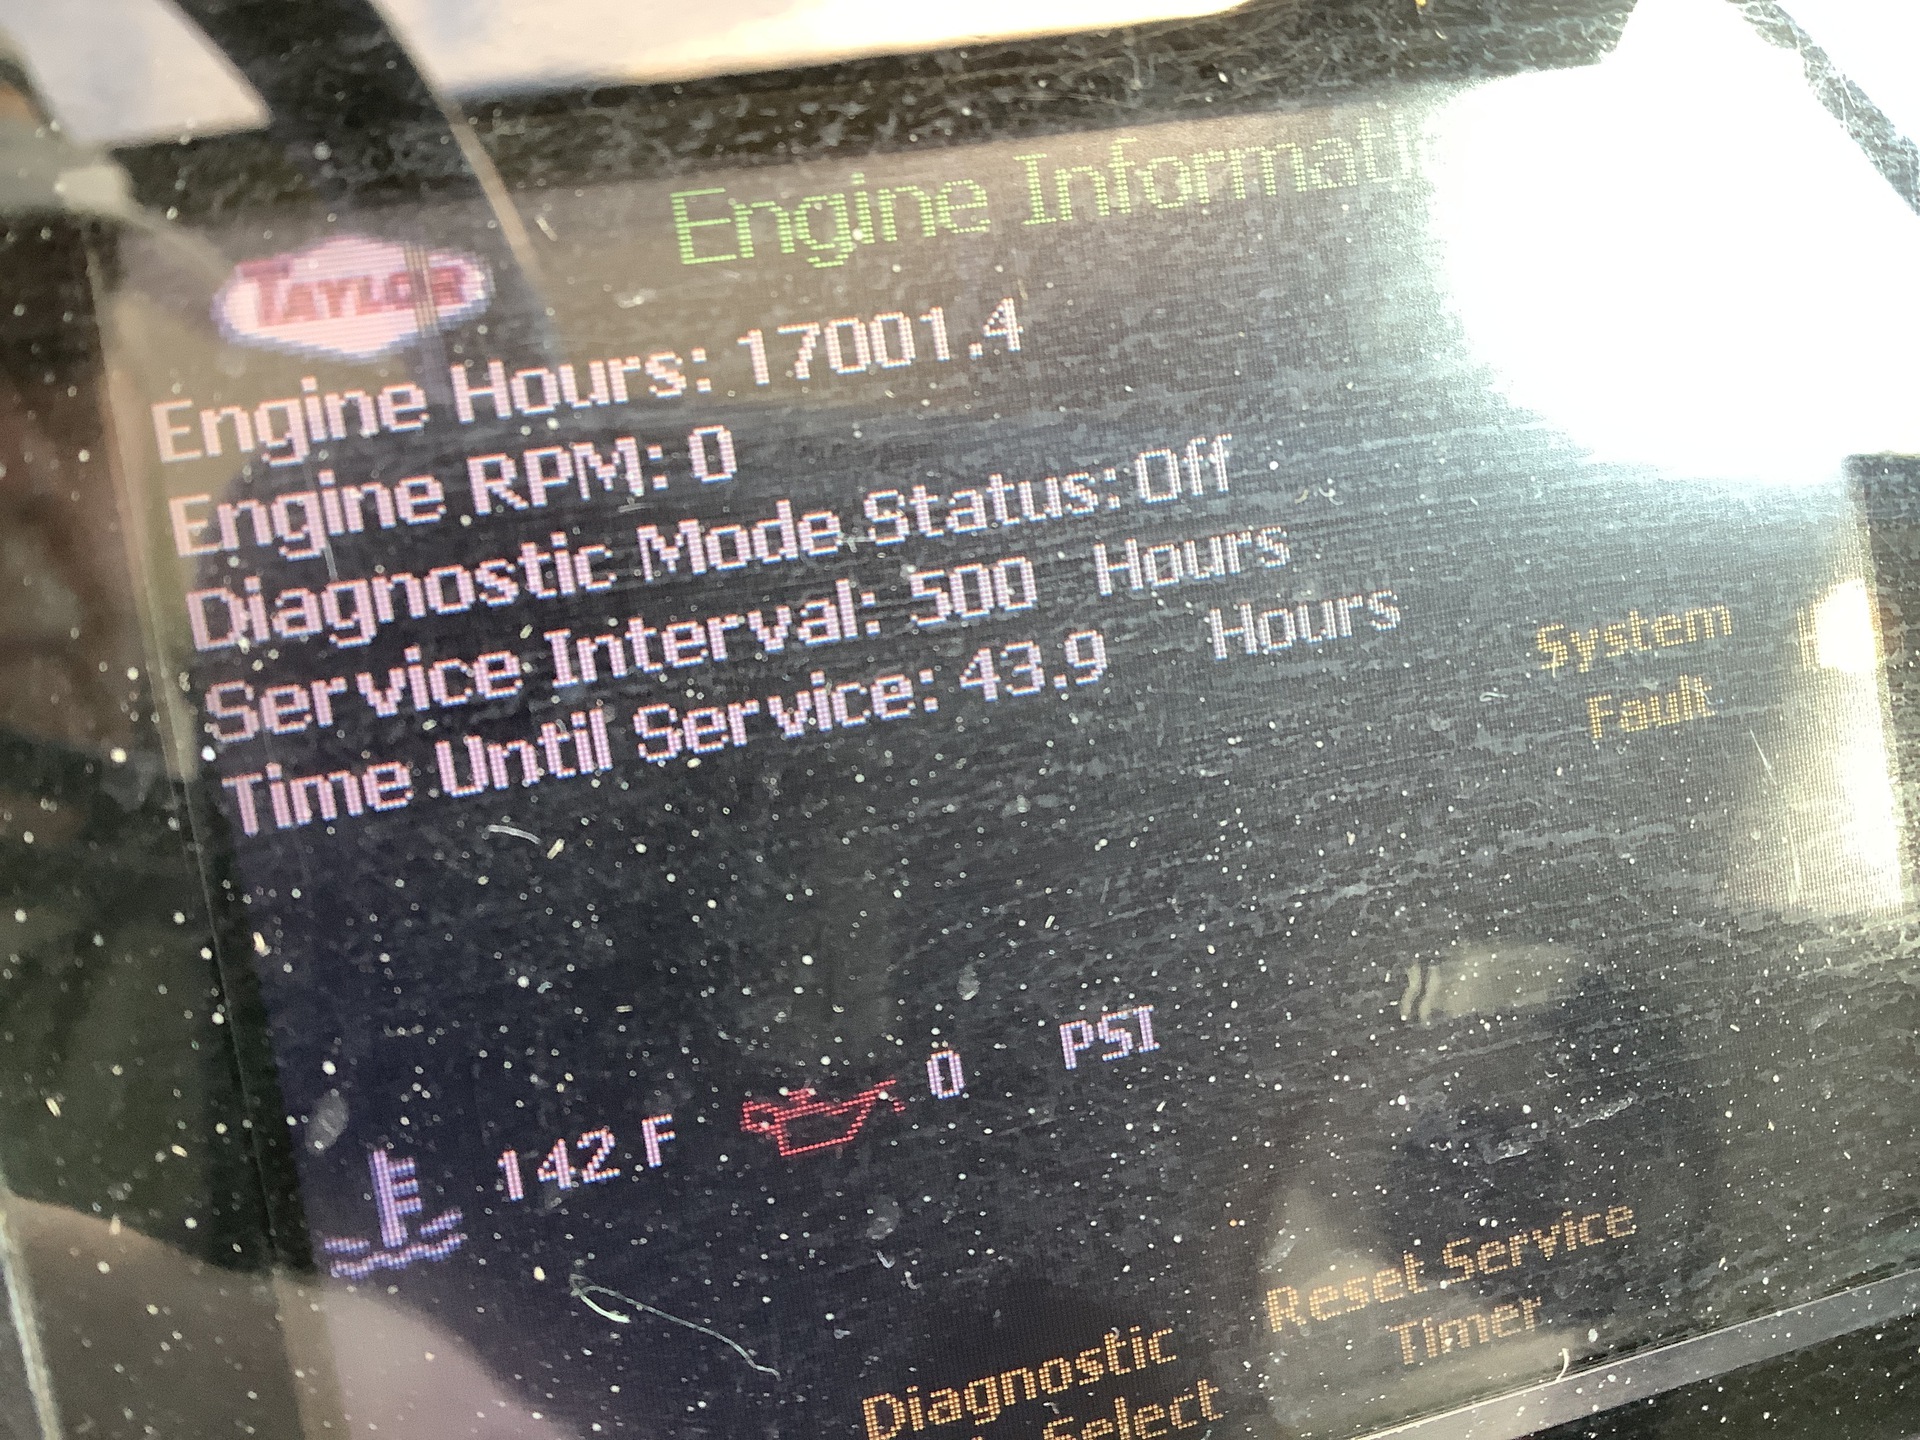 Engine Informati
TAYLOR
Engine Hours: 17001.4
Engine RPM: 0
Diagnostic Mode Status: Off
Service Interval: 500 Hours
Time Until Service: 43.9 Hours
System
Fault
142 F
0 PSI
Reset Service
Timer
Diagnostic
Select